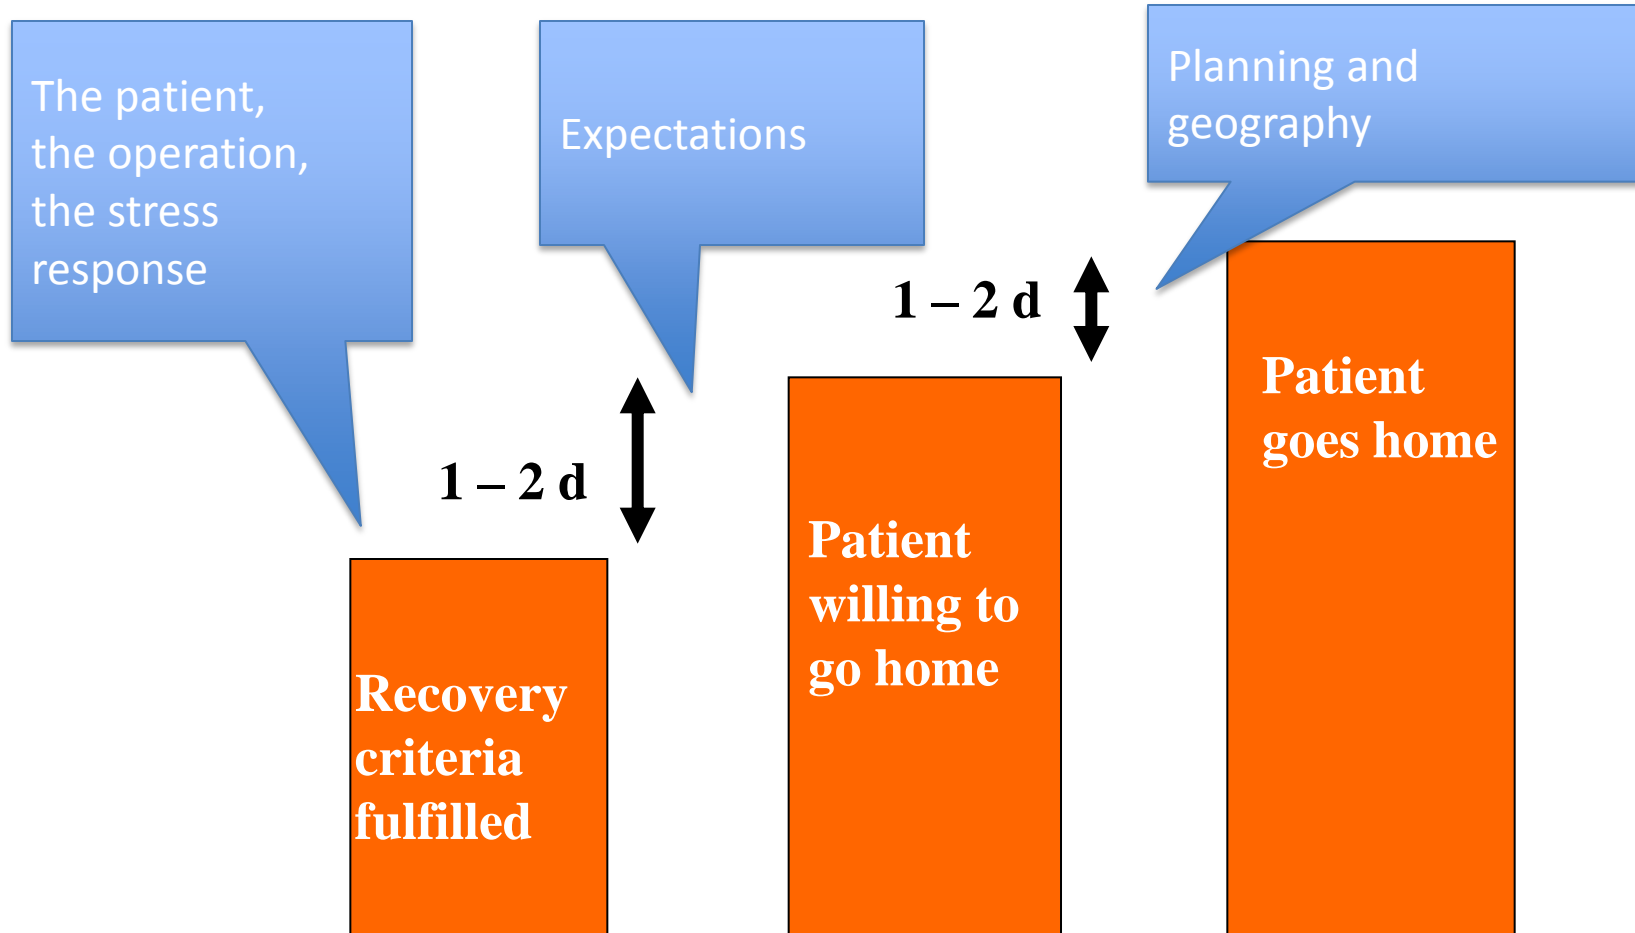 The patient,
the operation,
the stress
response
Expectations
Planning and
geography
1 – 2 d
1 – 2 d
Recovery
criteria
fulfilled
Patient
willing to
go home
Patient
goes home